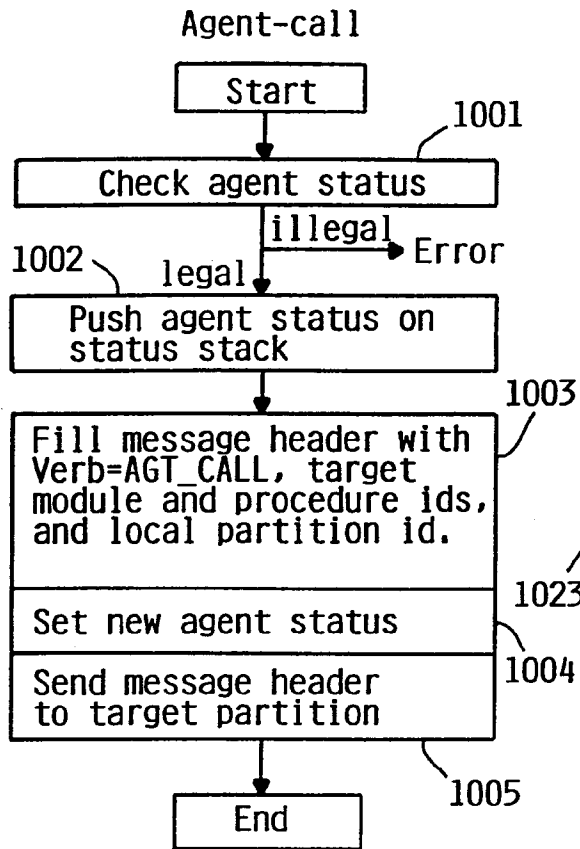 Agent-call
Start
1001
Check agent status
illegal
Error
1002
legal
Push agent status on
status stack
1003
Fill message header with
Verb=AGT_CALL, target
module and procedure ids,
and local partition id.
1023
Set new agent status
1004
Send message header
to target partition
1005
End